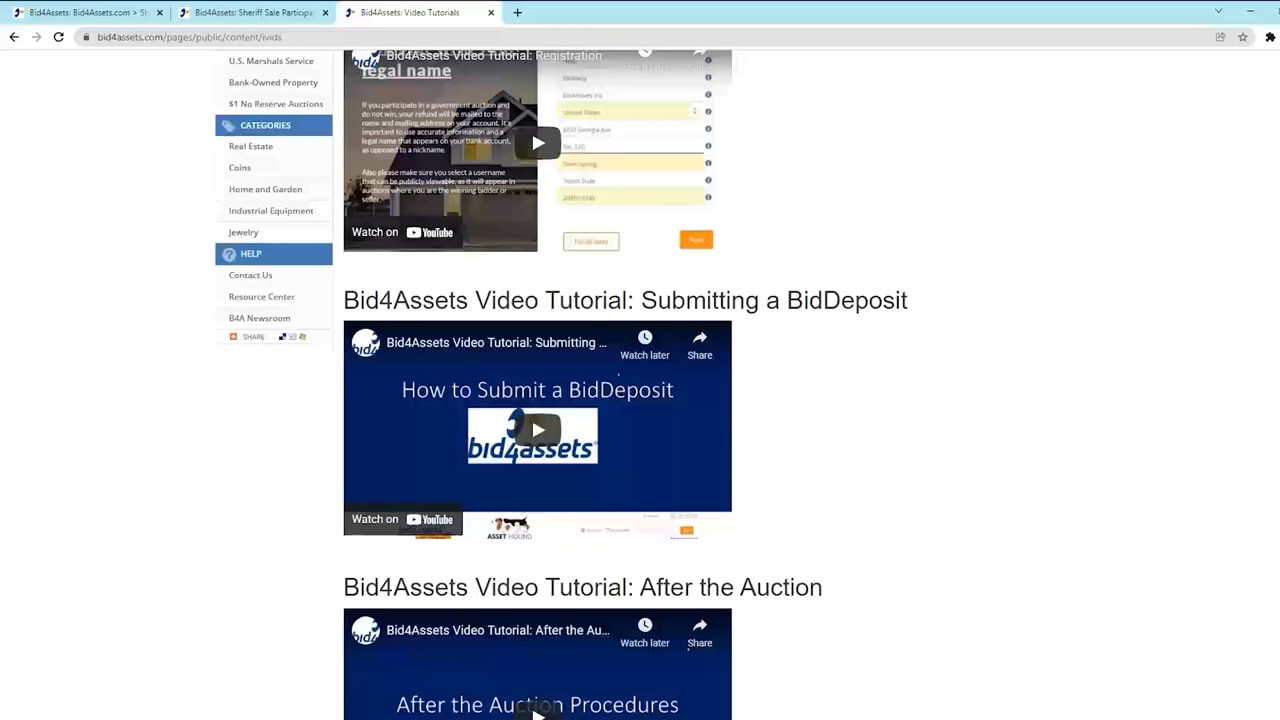 Bid4Assets: Bid4Assets.com > Sh
Bid4Assets: Sheriff Sale Participa
Bid4Assets: Video Tutorials
bid4assets.com/pages/public/content/ivids
U.S. Marshals Service
Bank-Owned Property
$1 No Reserve Auctions
CATEGORIES
Real Estate
Coins
Home and Garden
Industrial Equipment
Jewelry
HELP
Contact Us
Resource Center
B4A Newsroom
SHARE
Bid4Assets Video Tutorial: Registration
legal name
If you participate in a government auction and
do not win, your refund will be mailed to the
name and mailing address on your account. It's
important to use accurate information and a
legal name that appears on your bank account,
as opposed to a nickname.
Also please make sure you select a username
that can be publicly viewable, as it will appear in
auctions where you are the winning bidder or
seller.
Watch on YouTube
United States
Silver Spring
Next
Bid4Assets Video Tutorial: Submitting a BidDeposit
Bid4Assets Video Tutorial: Submitting ...
Watch later
Share
How to Submit a BidDeposit
bid4assets
Watch on YouTube
ASSET HOUND
Bid4Assets Video Tutorial: After the Auction
Bid4Assets Video Tutorial: After the Au...
Watch later
Share
After the Auction Procedures